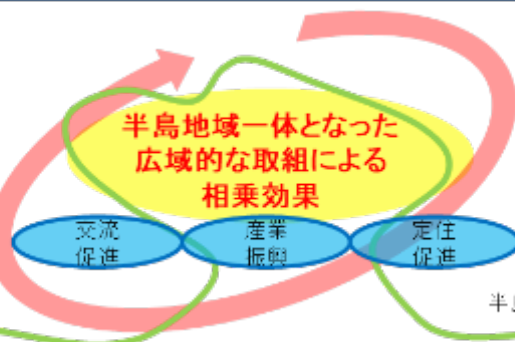 半島地域一体となった
広域的な取組による
相乗効果
交流
促進
産業
振興
定住
促進
半